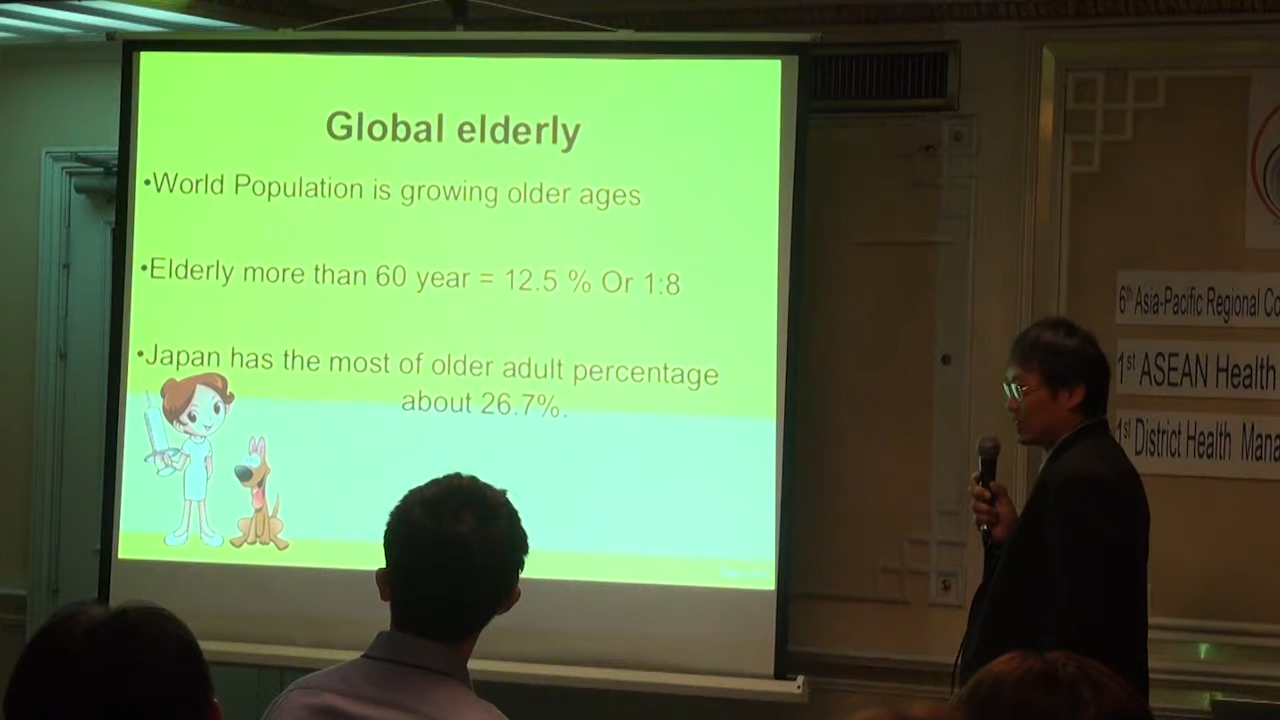 Global elderly
•World Population is growing older ages
•Elderly more than 60 year = 12.5 % Or 1:8
•Japan has the most of older adult percentage
about 26.7%.
6th Asia-Pacific Regional Co
1st ASEAN Health
1st District Health Mana